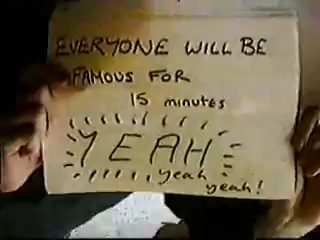 EVERYONE WILL BE
FAMOUS FOR
15 minutes
YEAH
yeah
yeah!